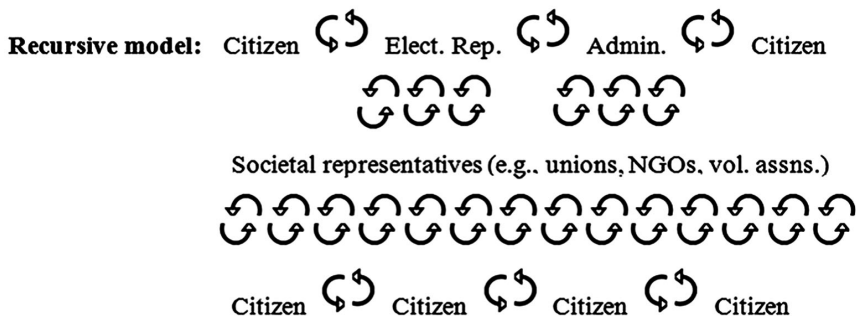 Recursive model: Citizen Elect. Rep. Admin. Citizen
Societal representatives (e.g., unions, NGOs, vol. assns.)
Citizen Citizen Citizen Citizen